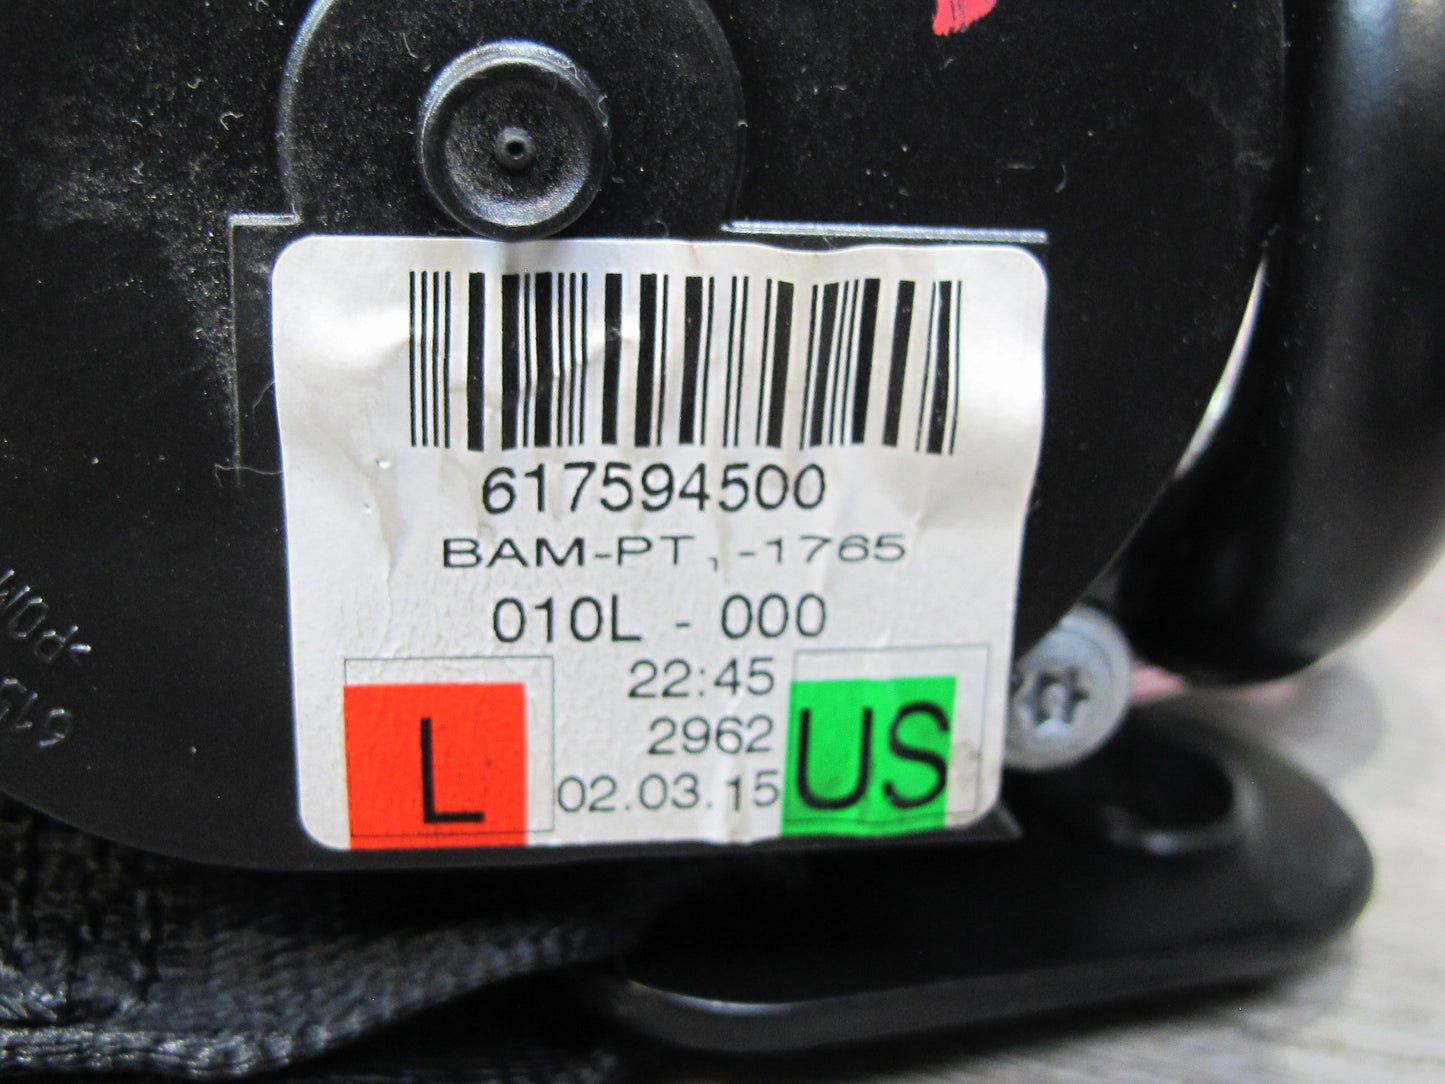 617594500
BAM-PT, -1765
010L - 000
22:45
2962
02.03.15
L
US